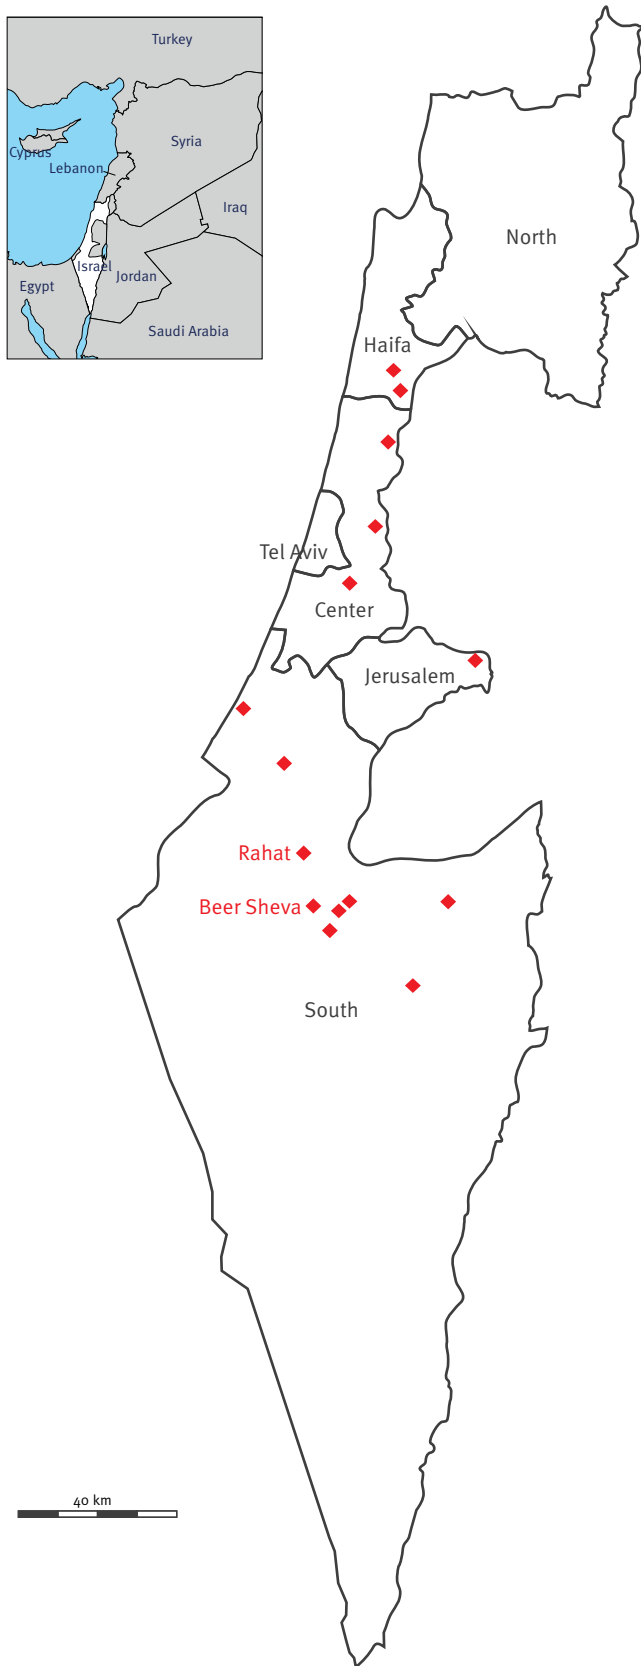 Turkey
Cyprus
Syria
Lebanon
Iraq
Israel
Jordan
Egypt
Saudi Arabia
North
Haifa
Tel Aviv
Center
Jerusalem
Rahat
Beer Sheva
South
40 km